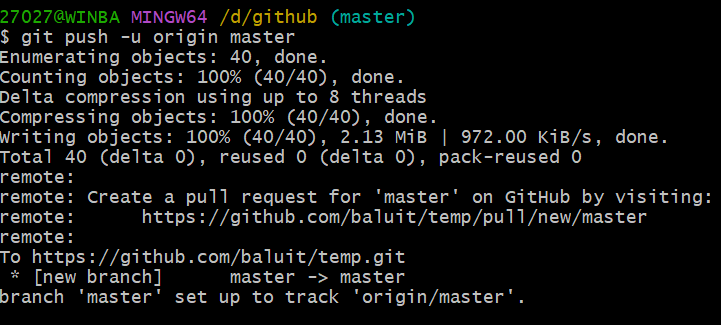 27027@WINBA MINGW64 /d/github (master)
$ git push -u origin master
Enumerating objects: 40, done.
Counting objects: 100% (40/40), done.
Delta compression using up to 8 threads
Compressing objects: 100% (40/40), done.
Writing objects: 100% (40/40), 2.13 MiB | 972.00 KiB/s, done.
Total 40 (delta 0), reused 0 (delta 0), pack-reused 0
remote:
remote: Create a pull request for 'master' on GitHub by visiting:
remote:      https://github.com/baluit/temp/pull/new/master
remote:
To https://github.com/baluit/temp.git
 * [new branch]      master -> master
branch 'master' set up to track 'origin/master'.